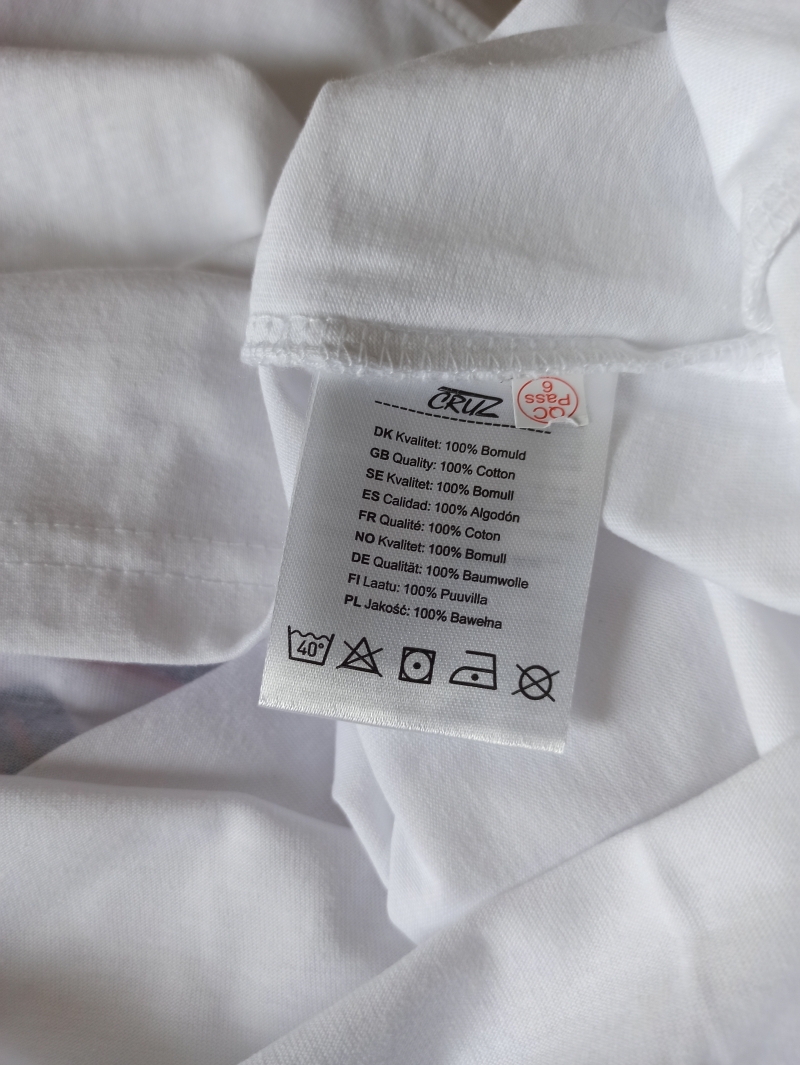 CRUZ
QC
Pass
6
DK Kvalitet: 100% Bomuld
GB Quality: 100% Cotton
SE Kvalitet: 100% Bomull
ES Calidad: 100% Algodón
FR Qualité: 100% Coton
NO Kvalitet: 100% Bomull
DE Qualität: 100% Baumwolle
FI Laatu: 100% Puuvilla
PL Jakość: 100% Bawełna
40°